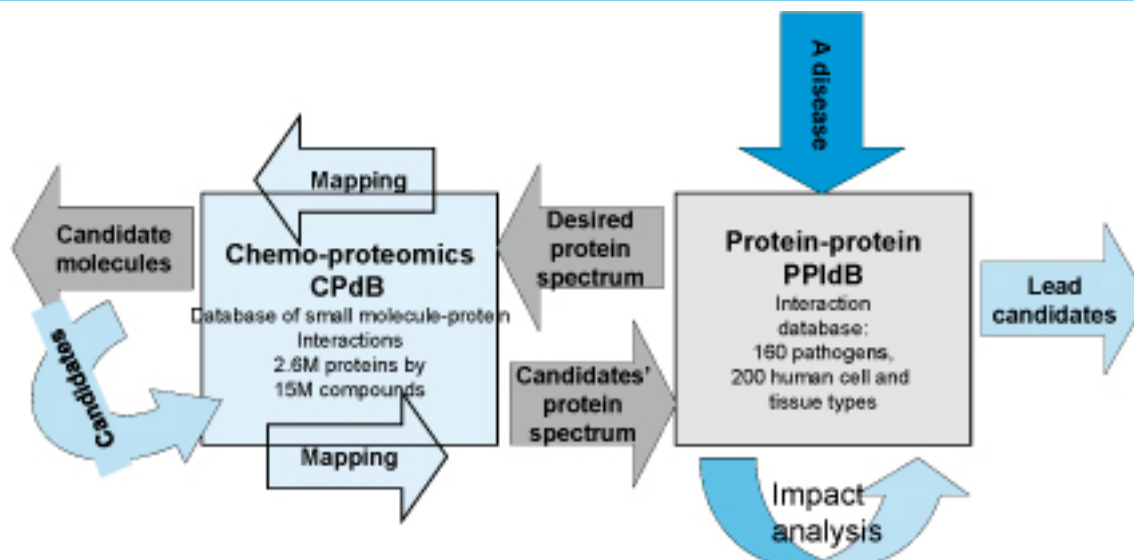 A disease
Mapping
Candidate
molecules
Candidates
Chemo-proteomics
CPdB
Database of small molecule-protein
Interactions
2.6M proteins by
15M compounds
Mapping
Desired
protein
spectrum
Candidates'
protein
spectrum
Protein-protein
PPIdB
Interaction
database:
160 pathogens,
200 human cell and
tissue types
Lead
candidates
Impact
analysis